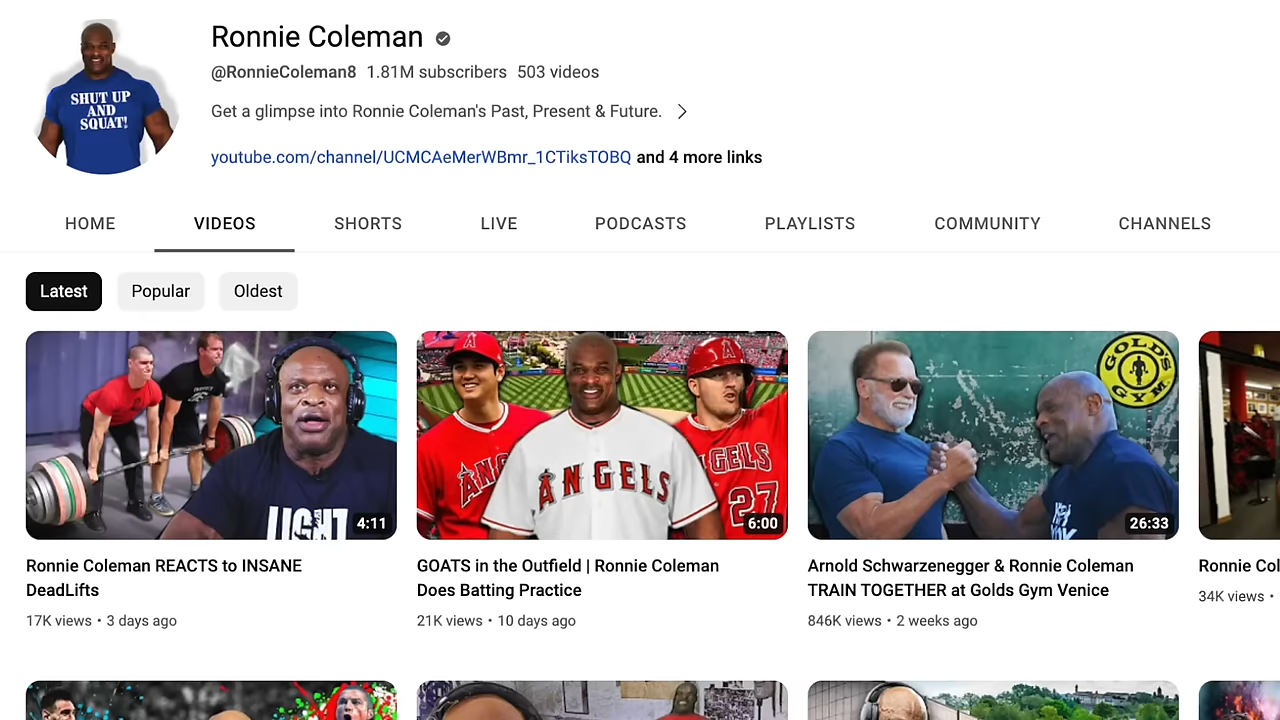 Ronnie Coleman
@RonnieColeman8 1.81M subscribers 503 videos
Get a glimpse into Ronnie Coleman's Past, Present & Future.
youtube.com/channel/UCMCAeMerWBmr_1CTiksTOBQ and 4 more links
SHUT UP
AND
SQUAT!
HOME VIDEOS SHORTS LIVE PODCASTS PLAYLISTS COMMUNITY CHANNELS
Latest Popular Oldest
LIGHT
4:11
A
ANGELS
27
6:00
GOLD'S
GYM
26:33
Ronnie Coleman REACTS to INSANE
DeadLifts
17K views • 3 days ago
GOATS in the Outfield | Ronnie Coleman
Does Batting Practice
21K views • 10 days ago
Arnold Schwarzenegger & Ronnie Coleman
TRAIN TOGETHER at Golds Gym Venice
846K views • 2 weeks ago
Ronnie Col
34K views •